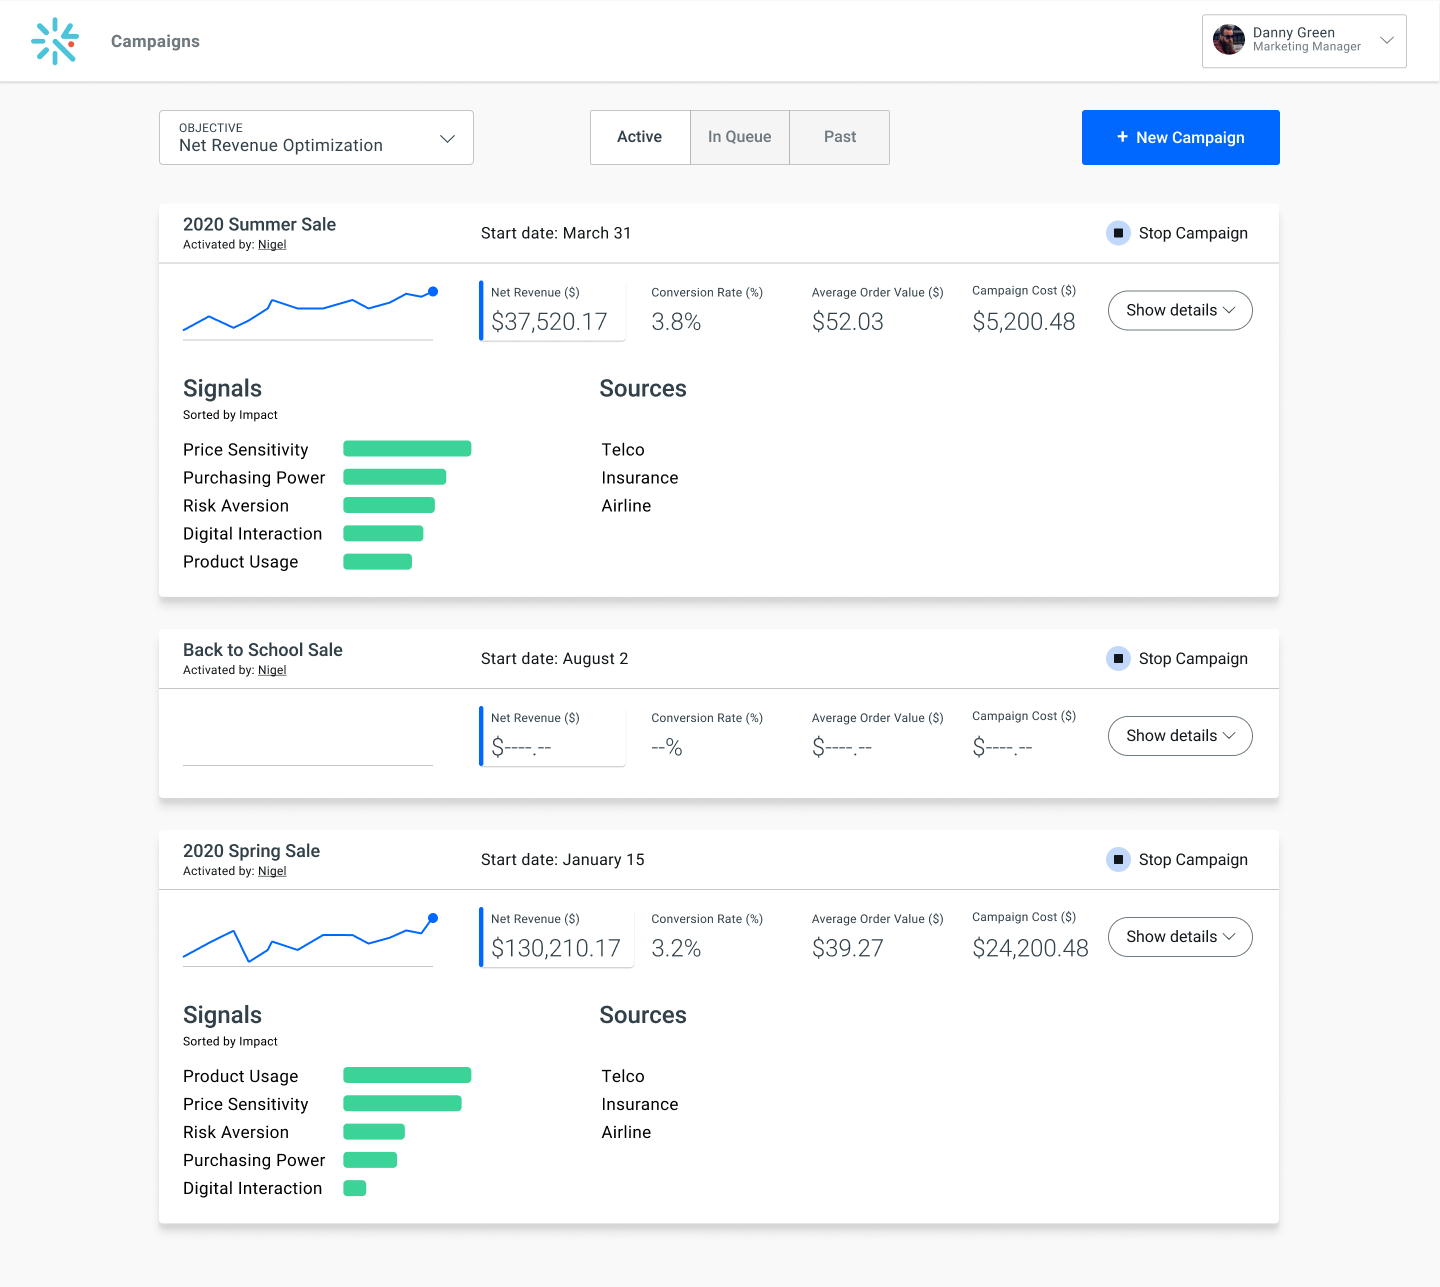 Campaigns
Danny Green
Marketing Manager
OBJECTIVE
Net Revenue Optimization
Active
In Queue
Past
+ New Campaign
2020 Summer Sale
Activated by: Nigel
Start date: March 31
Stop Campaign
Net Revenue ($)
$37,520.17
Conversion Rate (%)
3.8%
Average Order Value ($)
$52.03
Campaign Cost ($)
$5,200.48
Show details
Signals
Sorted by Impact
Price Sensitivity
Purchasing Power
Risk Aversion
Digital Interaction
Product Usage
Sources
Telco
Insurance
Airline
Back to School Sale
Activated by: Nigel
Start date: August 2
Stop Campaign
Net Revenue ($)
$----.--
Conversion Rate (%)
--%
Average Order Value ($)
$----.--
Campaign Cost ($)
$----.--
Show details
2020 Spring Sale
Activated by: Nigel
Start date: January 15
Stop Campaign
Net Revenue ($)
$130,210.17
Conversion Rate (%)
3.2%
Average Order Value ($)
$39.27
Campaign Cost ($)
$24,200.48
Show details
Signals
Sorted by Impact
Product Usage
Price Sensitivity
Risk Aversion
Purchasing Power
Digital Interaction
Sources
Telco
Insurance
Airline